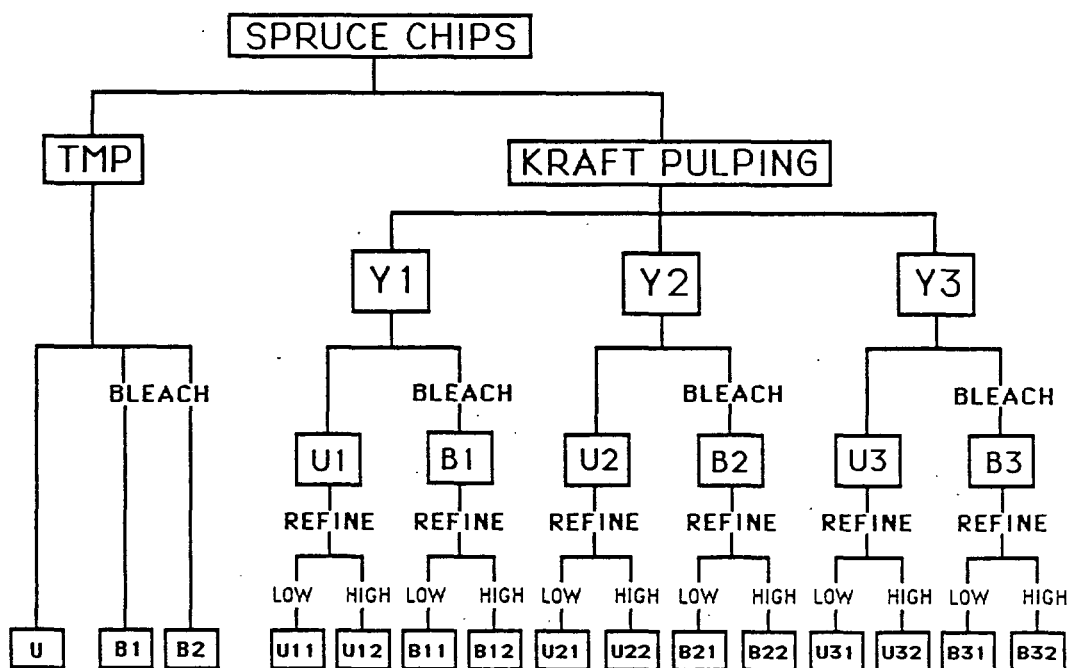 SPRUCE CHIPS
TMP KRAFT PULPING
Y1 Y2 Y3
BLEACH BLEACH BLEACH BLEACH
U1 B1 U2 B2 U3 B3
REFINE REFINE REFINE REFINE REFINE REFINE
LOW HIGH LOW HIGH LOW HIGH LOW HIGH LOW HIGH LOW HIGH
U B1 B2 U11 U12 B11 B12 U21 U22 B21 B22 U31 U32 B31 B32